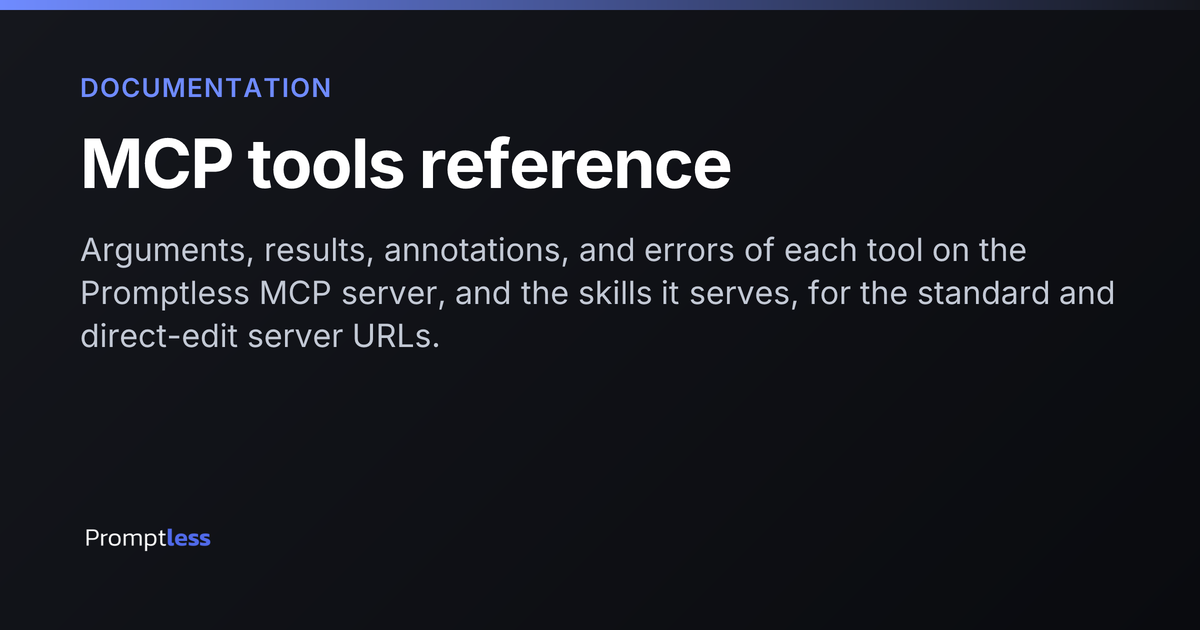 DOCUMENTATION
MCP tools reference
Arguments, results, annotations, and errors of each tool on the
Promptless MCP server, and the skills it serves, for the standard and
direct-edit server URLs.
Promptless